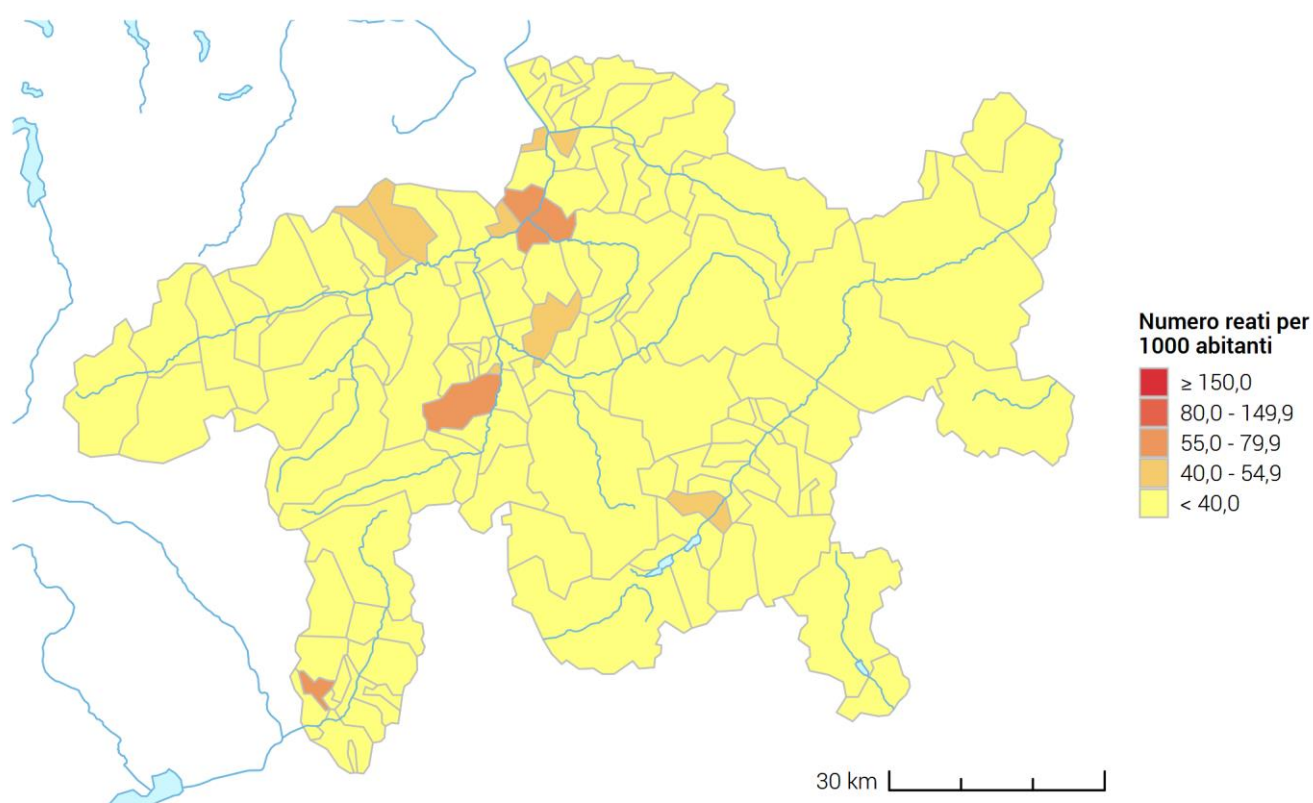 Numero reati per
1000 abitanti
≥ 150,0
80,0 - 149,9
55,0 - 79,9
40,0 - 54,9
< 40,0
30 km